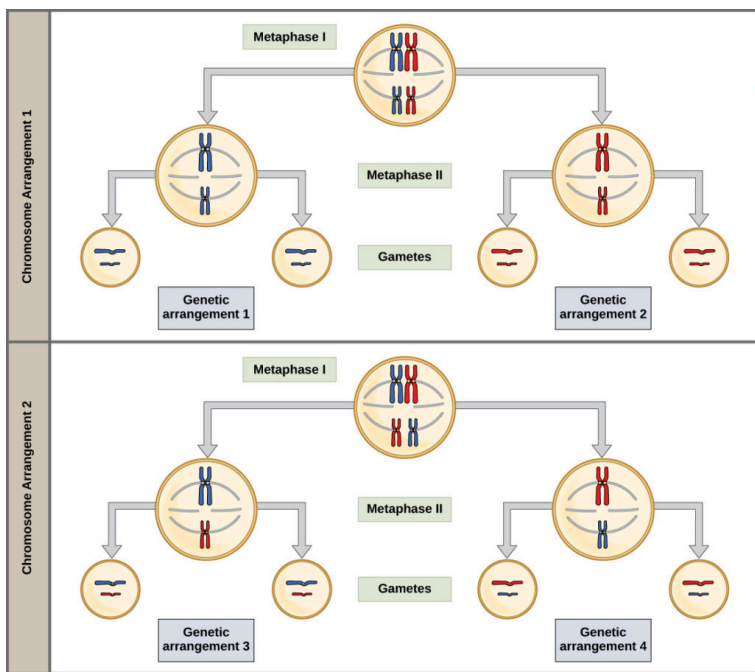 Chromosome Arrangement 1
Metaphase I
Metaphase II
Gametes
Genetic
arrangement 1
Genetic
arrangement 2
Chromosome Arrangement 2
Metaphase I
Metaphase II
Gametes
Genetic
arrangement 3
Genetic
arrangement 4